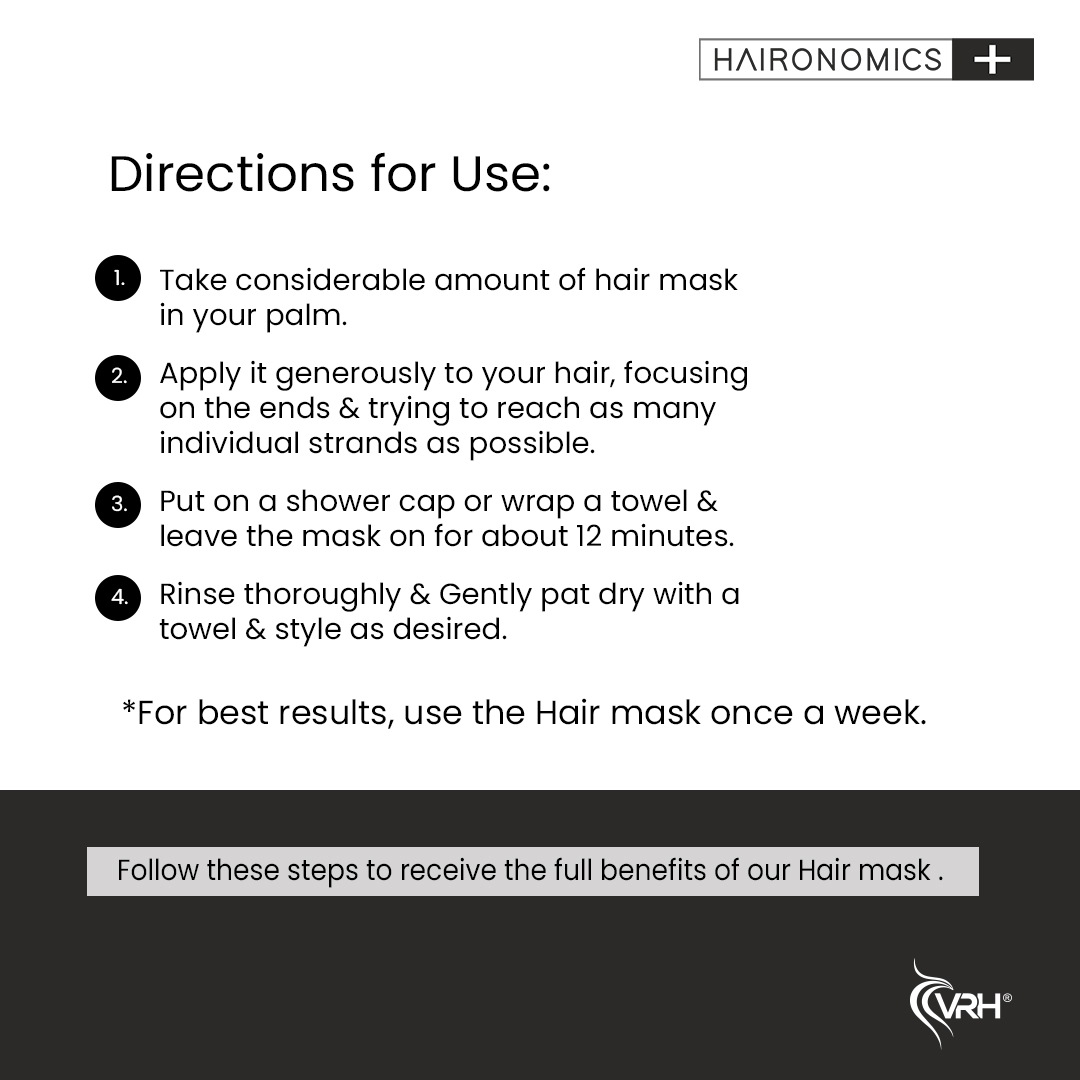 HAIRONOMICS +
Directions for Use:
1. Take considerable amount of hair mask
in your palm.
2. Apply it generously to your hair, focusing
on the ends & trying to reach as many
individual strands as possible.
3. Put on a shower cap or wrap a towel &
leave the mask on for about 12 minutes.
4. Rinse thoroughly & Gently pat dry with a
towel & style as desired.
*For best results, use the Hair mask once a week.
Follow these steps to receive the full benefits of our Hair mask .
VRH®